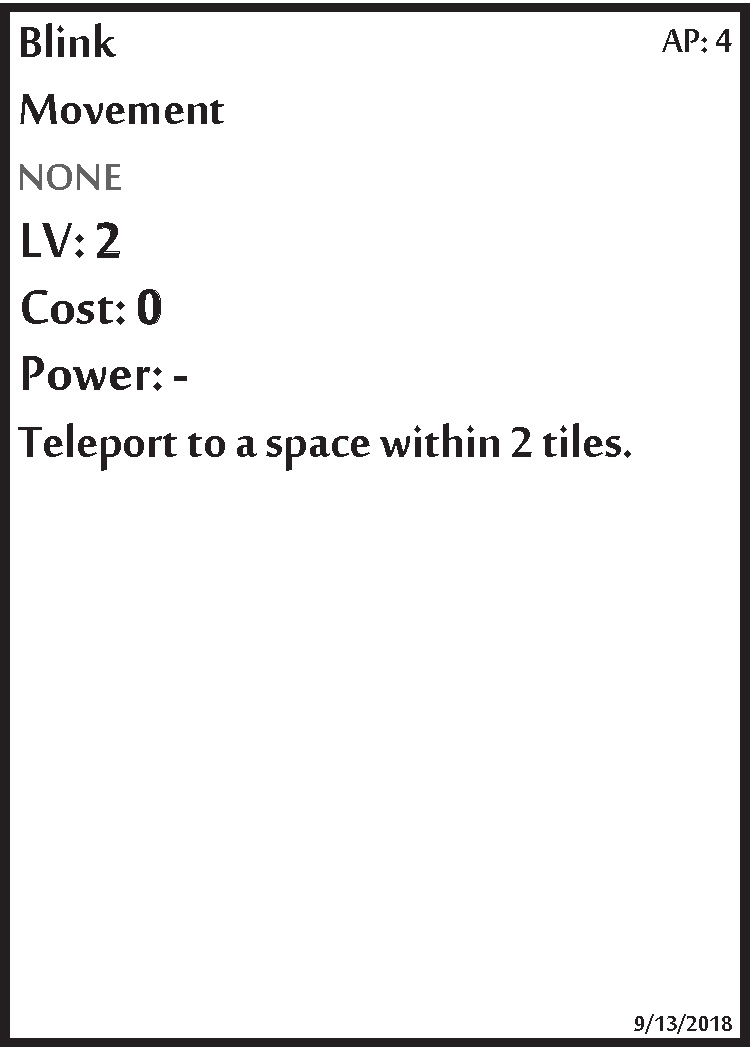 Blink
AP: 4
Movement
NONE
LV: 2
Cost: 0
Power: -
Teleport to a space within 2 tiles.
9/13/2018